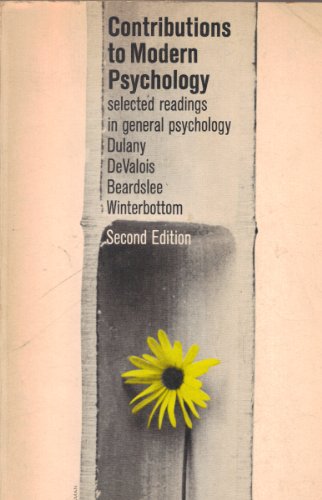 Contributions
to Modern
Psychology
selected readings
in general psychology
Dulany
DeValois
Beardslee
Winterbottom
Second Edition